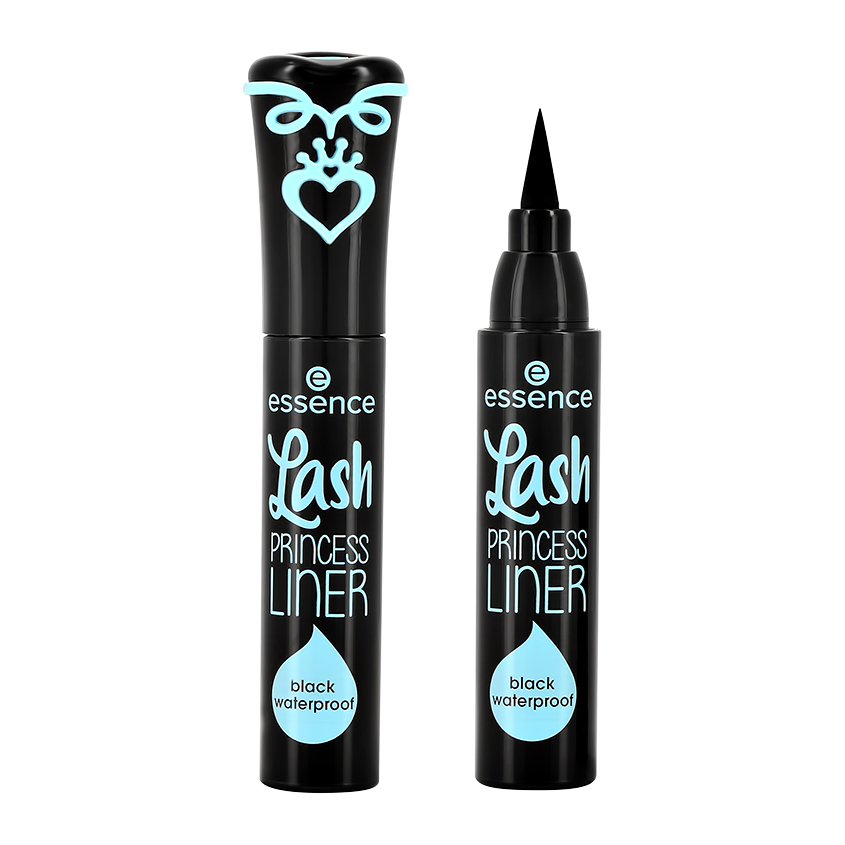 e
essence
Lash
PRINCESS
LINER
black
waterproof
e
essence
Lash
PRINCESS
LINER
black
waterproof